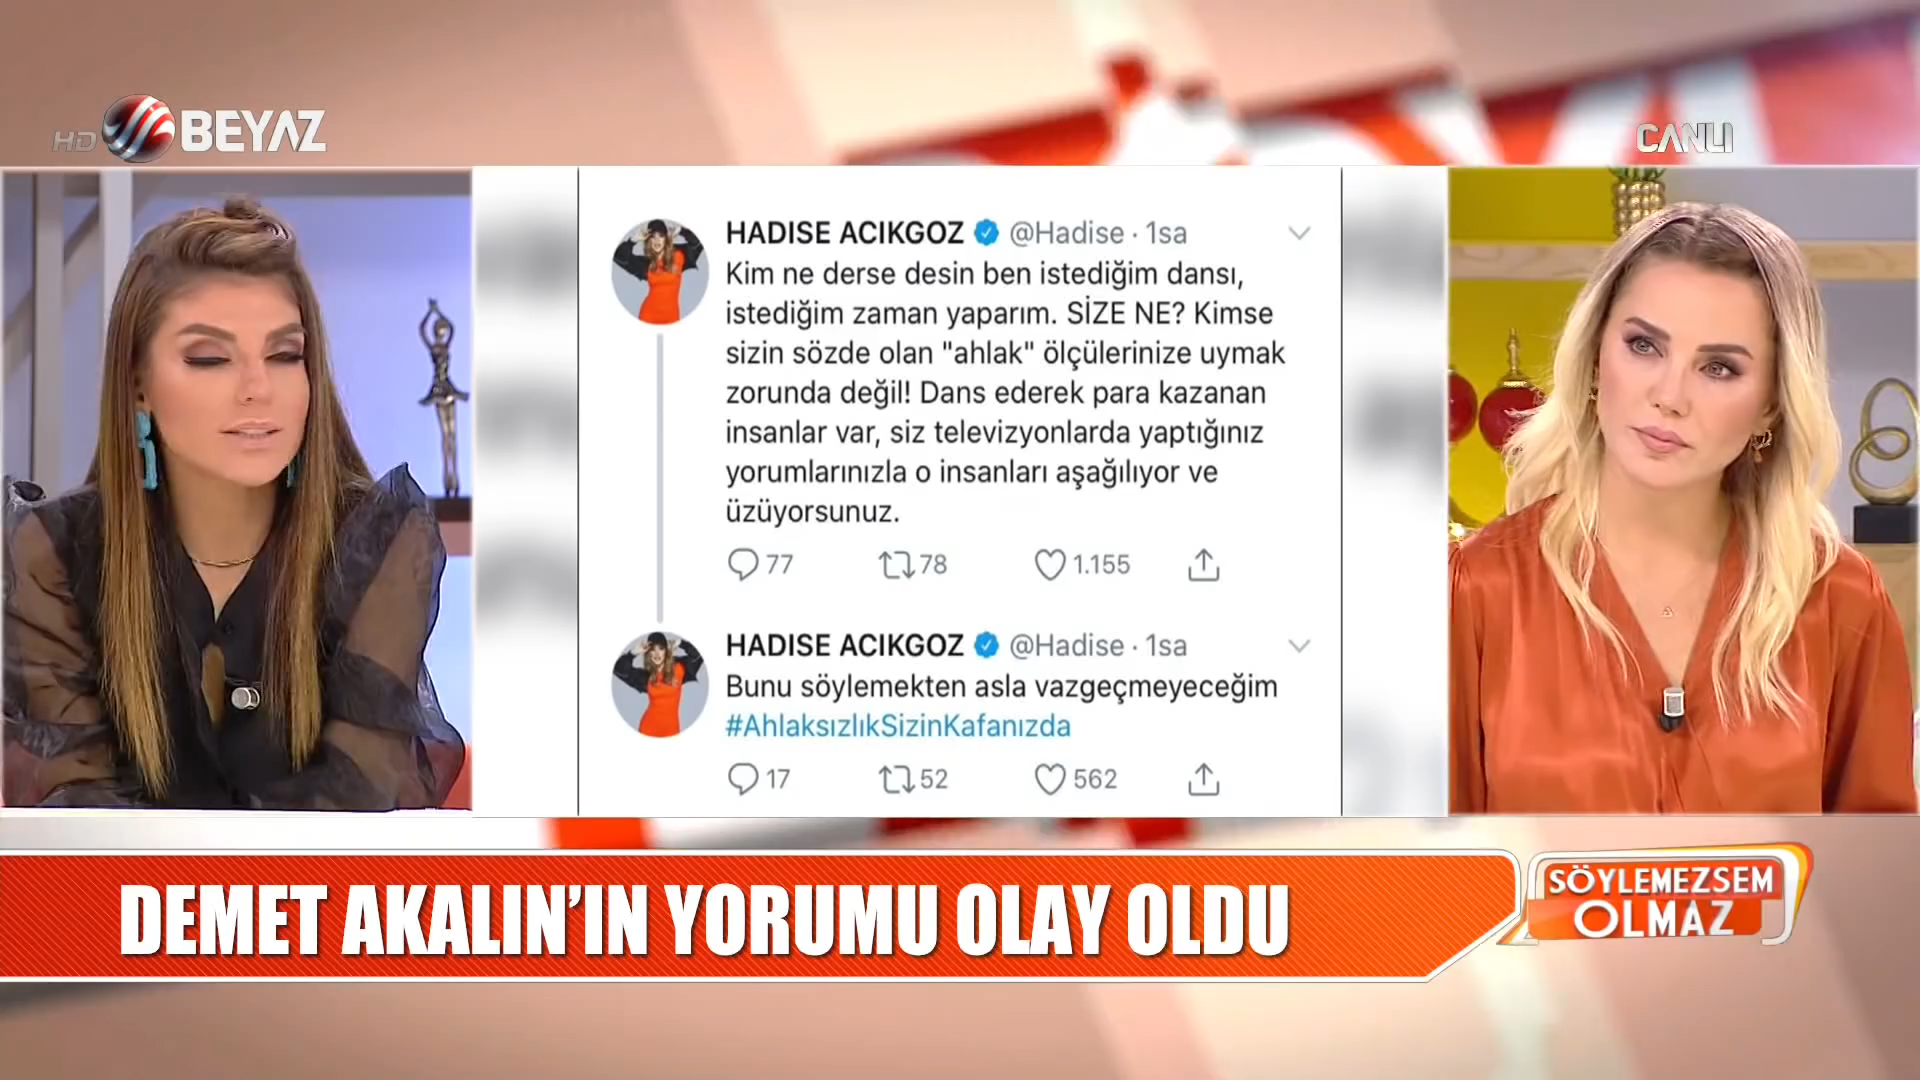 HD BEYAZ
CANLI
HADISE ACIKGOZ @Hadise · 1sa
Kim ne derse desin ben istediğim dansı,
istediğim zaman yaparım. SİZE NE? Kimse
sizin sözde olan "ahlak" ölçülerinize uymak
zorunda değil! Dans ederek para kazanan
insanlar var, siz televizyonlarda yaptığınız
yorumlarınızla o insanları aşağılıyor ve
üzüyorsunuz.
77 78 1.155
HADISE ACIKGOZ @Hadise · 1sa
Bunu söylemekten asla vazgeçmeyeceğim
#AhlaksızlıkSizinKafanızda
17 52 562
DEMET AKALIN'IN YORUMU OLAY OLDU
SÖYLEMEZSEM
OLMAZ